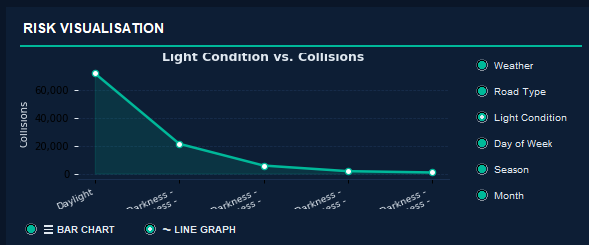 RISK VISUALISATION
Light Condition vs. Collisions
Collisions
60,000
40,000
20,000
0
Daylight
Darkness -
Darkness -
Darkness -
Darkness -
Weather
Road Type
Light Condition
Day of Week
Season
Month
BAR CHART
LINE GRAPH